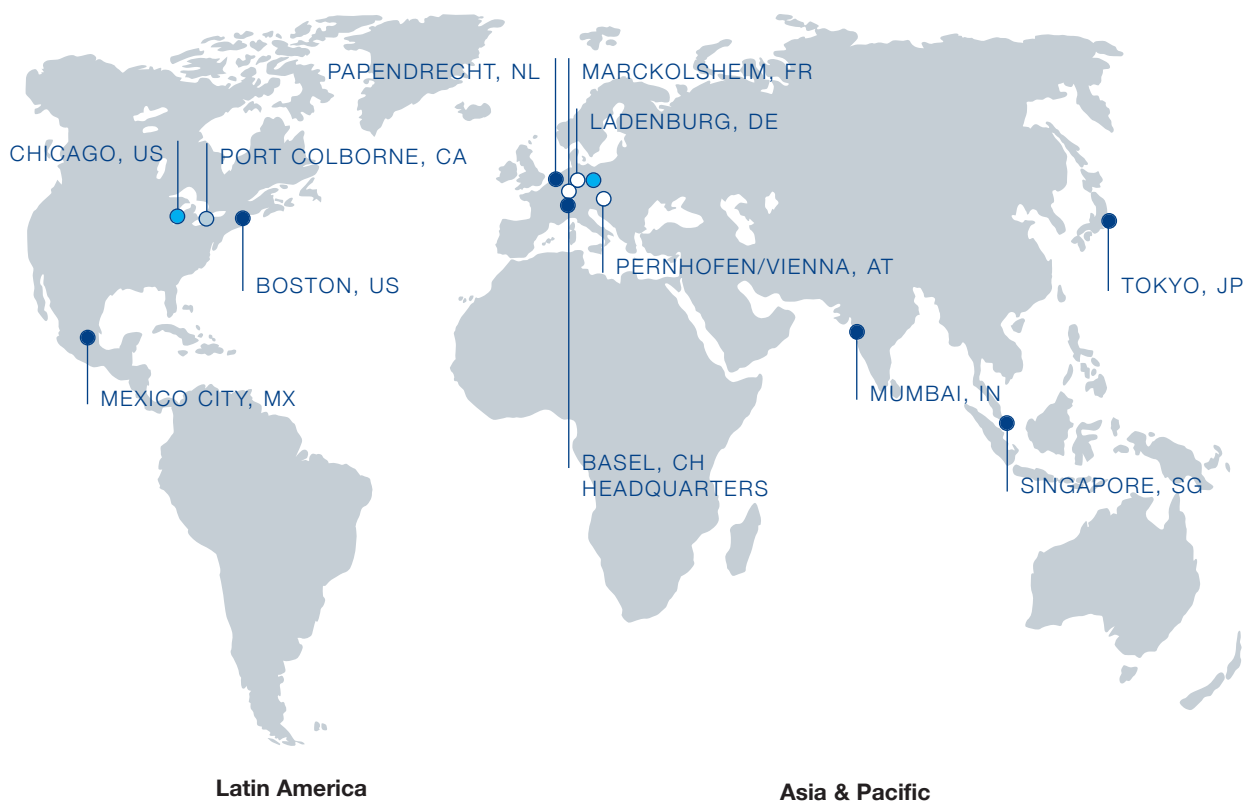 PAPENDRECHT, NL
MARCKOLSHEIM, FR
LADENBURG, DE
CHICAGO, US
PORT COLBORNE, CA
PERNHOFEN/VIENNA, AT
BOSTON, US
TOKYO, JP
MEXICO CITY, MX
MUMBAI, IN
BASEL, CH
HEADQUARTERS
SINGAPORE, SG
Latin America
Asia & Pacific